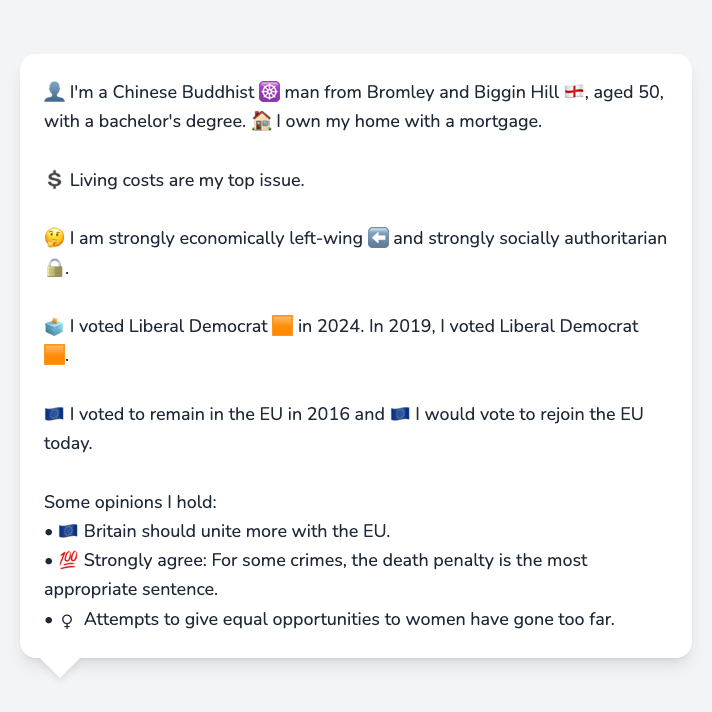 👤 I'm a Chinese Buddhist ☸️ man from Bromley and Biggin Hill 🏴󠁧󠁢󠁥󠁮󠁧󠁿, aged 50,
with a bachelor's degree. 🏠 I own my home with a mortgage.
💲 Living costs are my top issue.
🤔 I am strongly economically left-wing ⬅️ and strongly socially authoritarian
🔒.
🗳️ I voted Liberal Democrat 🟧 in 2024. In 2019, I voted Liberal Democrat
🟧.
🇪🇺 I voted to remain in the EU in 2016 and 🇪🇺 I would vote to rejoin the EU
today.
Some opinions I hold:
• 🇪🇺 Britain should unite more with the EU.
• 💯 Strongly agree: For some crimes, the death penalty is the most
appropriate sentence.
• ♀ Attempts to give equal opportunities to women have gone too far.